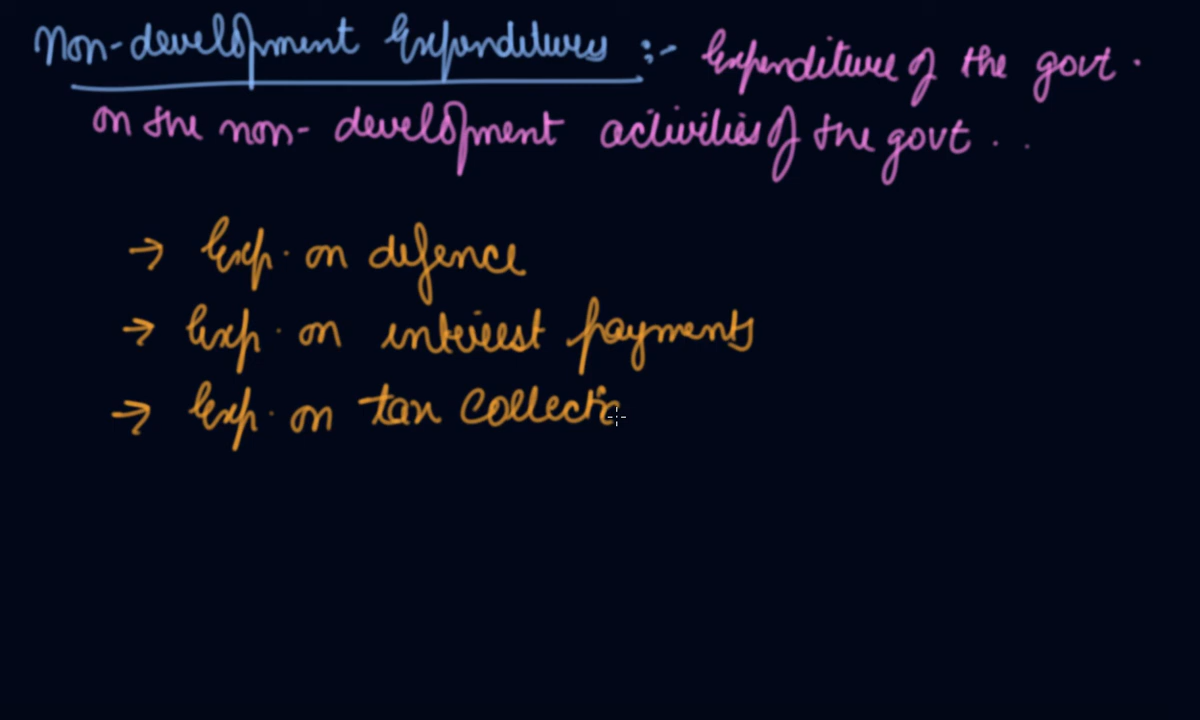 Non-development Expenditures :- Expenditure of the govt.
on the non-development activities of the govt..
→ Exp. on defence
→ Exp. on interest payments
→ Exp. on tax collectio